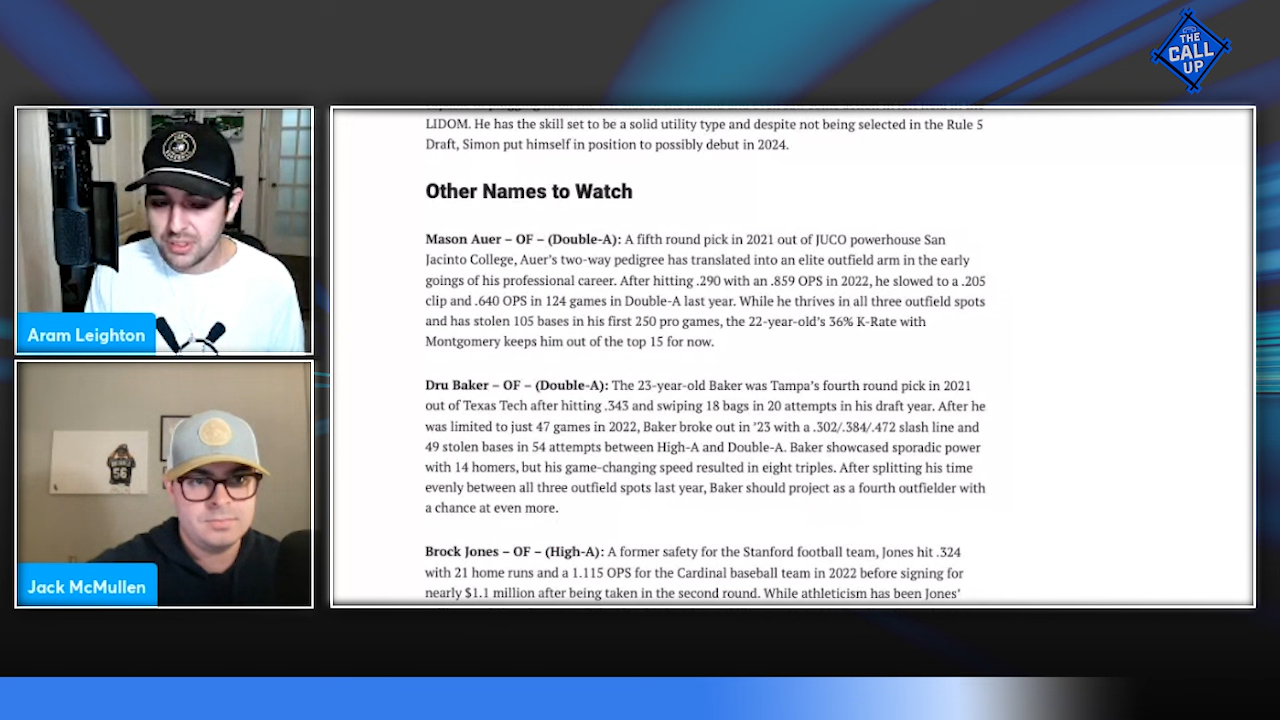 THE
CALL
UP
LIDOM. He has the skill set to be a solid utility type and despite not being selected in the Rule 5
Draft, Simon put himself in position to possibly debut in 2024.
Other Names to Watch
Mason Auer – OF – (Double-A): A fifth round pick in 2021 out of JUCO powerhouse San
Jacinto College, Auer’s two-way pedigree has translated into an elite outfield arm in the early
goings of his professional career. After hitting .290 with an .859 OPS in 2022, he slowed to a .205
clip and .640 OPS in 124 games in Double-A last year. While he thrives in all three outfield spots
and has stolen 105 bases in his first 250 pro games, the 22-year-old’s 36% K-Rate with
Montgomery keeps him out of the top 15 for now.
Dru Baker – OF – (Double-A): The 23-year-old Baker was Tampa’s fourth round pick in 2021
out of Texas Tech after hitting .343 and swiping 18 bags in 20 attempts in his draft year. After he
was limited to just 47 games in 2022, Baker broke out in ’23 with a .302/.384/.472 slash line and
49 stolen bases in 54 attempts between High-A and Double-A. Baker showcased sporadic power
with 14 homers, but his game-changing speed resulted in eight triples. After splitting his time
evenly between all three outfield spots last year, Baker should project as a fourth outfielder with
a chance at even more.
Brock Jones – OF – (High-A): A former safety for the Stanford football team, Jones hit .324
with 21 home runs and a 1.115 OPS for the Cardinal baseball team in 2022 before signing for
nearly $1.1 million after being taken in the second round. While athleticism has been Jones’
Aram Leighton
56
Jack McMullen